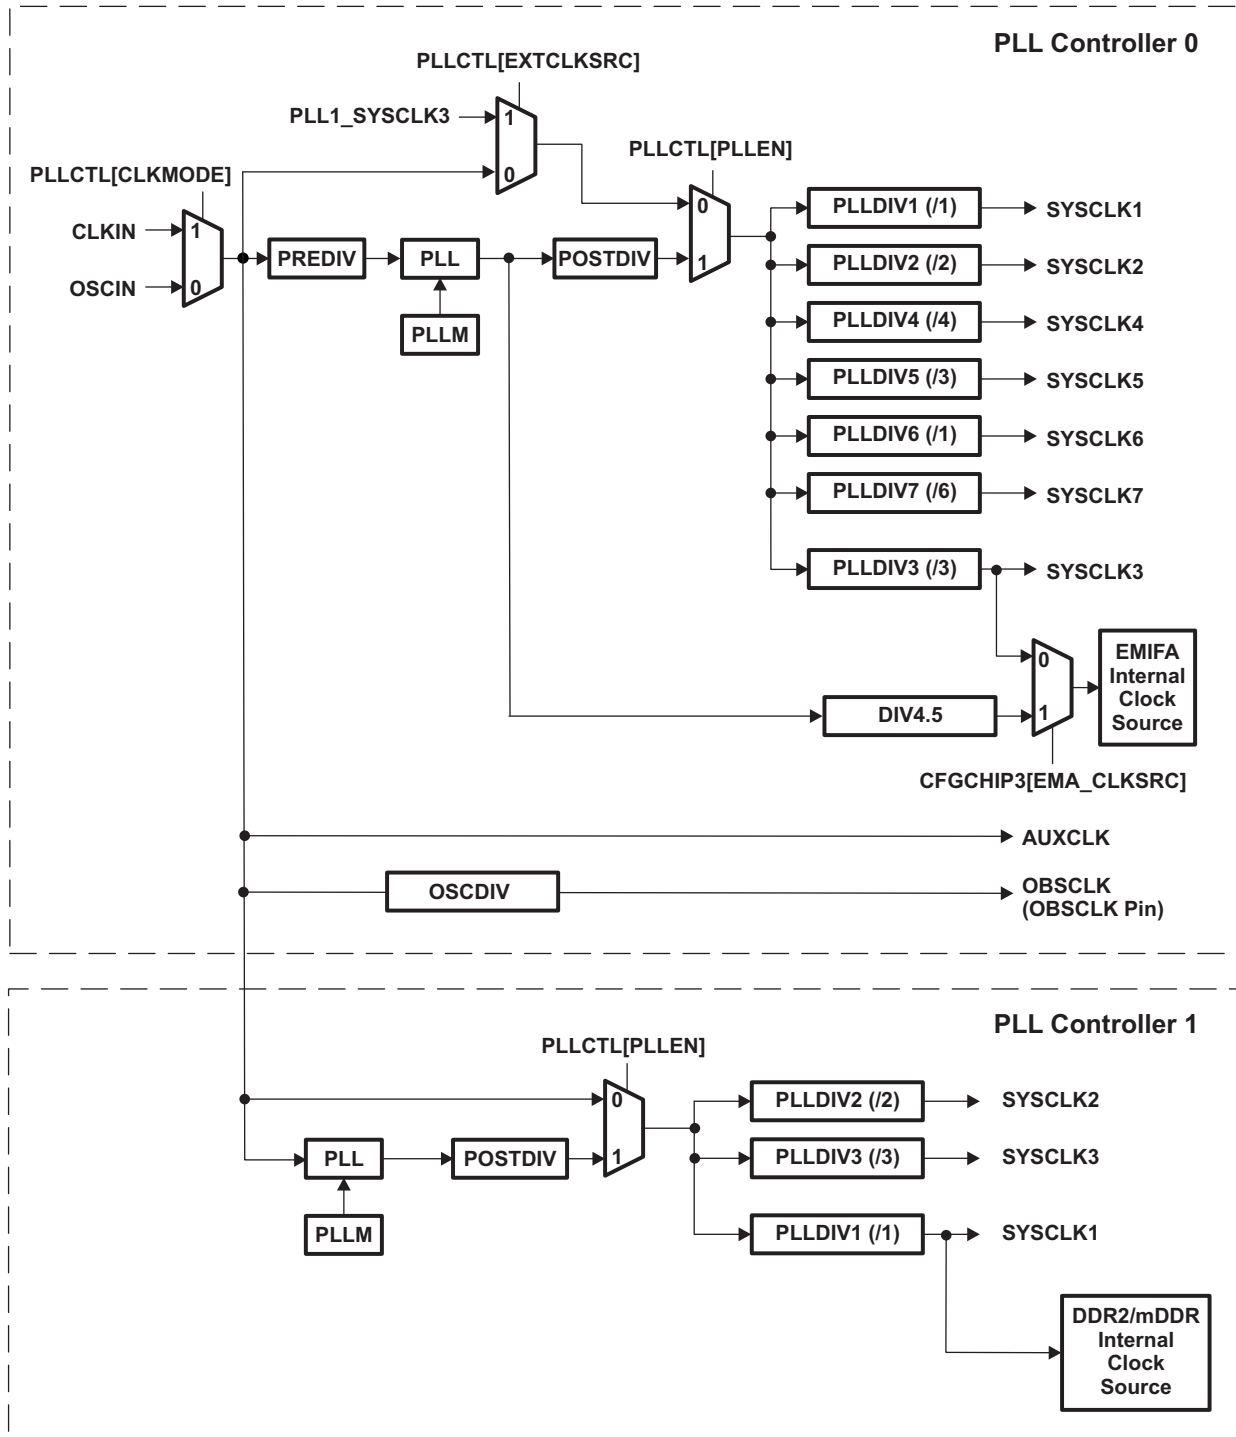 PLL Controller 0
PLLCTL[EXTCLKSRC]
PLL1_SYSCLK3
1
0
PLLCTL[PLLEN]
0
1
PLLCTL[CLKMODE]
CLKIN
1
OSCIN
0
PREDIV
PLL
PLLM
POSTDIV
PLLDIV1 (/1)
SYSCLK1
PLLDIV2 (/2)
SYSCLK2
PLLDIV4 (/4)
SYSCLK4
PLLDIV5 (/3)
SYSCLK5
PLLDIV6 (/1)
SYSCLK6
PLLDIV7 (/6)
SYSCLK7
PLLDIV3 (/3)
SYSCLK3
0
1
EMIFA
Internal
Clock
Source
DIV4.5
CFGCHIP3[EMA_CLKSRC]
AUXCLK
OSCDIV
OBSCLK
(OBSCLK Pin)
PLL Controller 1
PLLCTL[PLLEN]
0
1
PLL
PLLM
POSTDIV
PLLDIV2 (/2)
SYSCLK2
PLLDIV3 (/3)
SYSCLK3
PLLDIV1 (/1)
SYSCLK1
DDR2/mDDR
Internal
Clock
Source